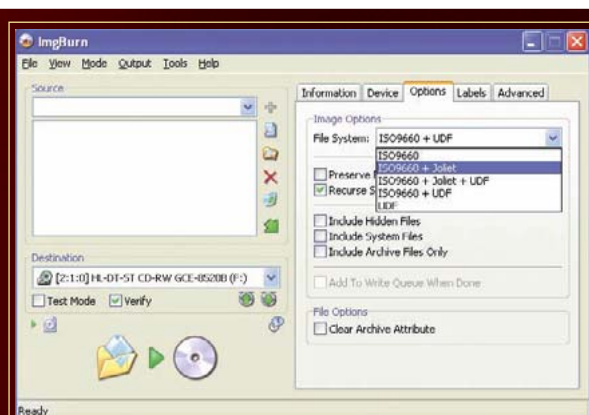 ImgBurn
File View Mode Output Tools Help
Source
Information Device Options Labels Advanced
Image Options
File System: ISO9660 + UDF
ISO9660
ISO9660 + Joliet
ISO9660 + Joliet + UDF
ISO9660 + UDF
UDF
Preserve
Recurse S
Include Hidden Files
Include System Files
Include Archive Files Only
Add To Write Queue When Done
File Options
Clear Archive Attribute
Destination
[2:1:0] HL-DT-ST CD-RW GCE-8520B (F:)
Test Mode Verify
Ready